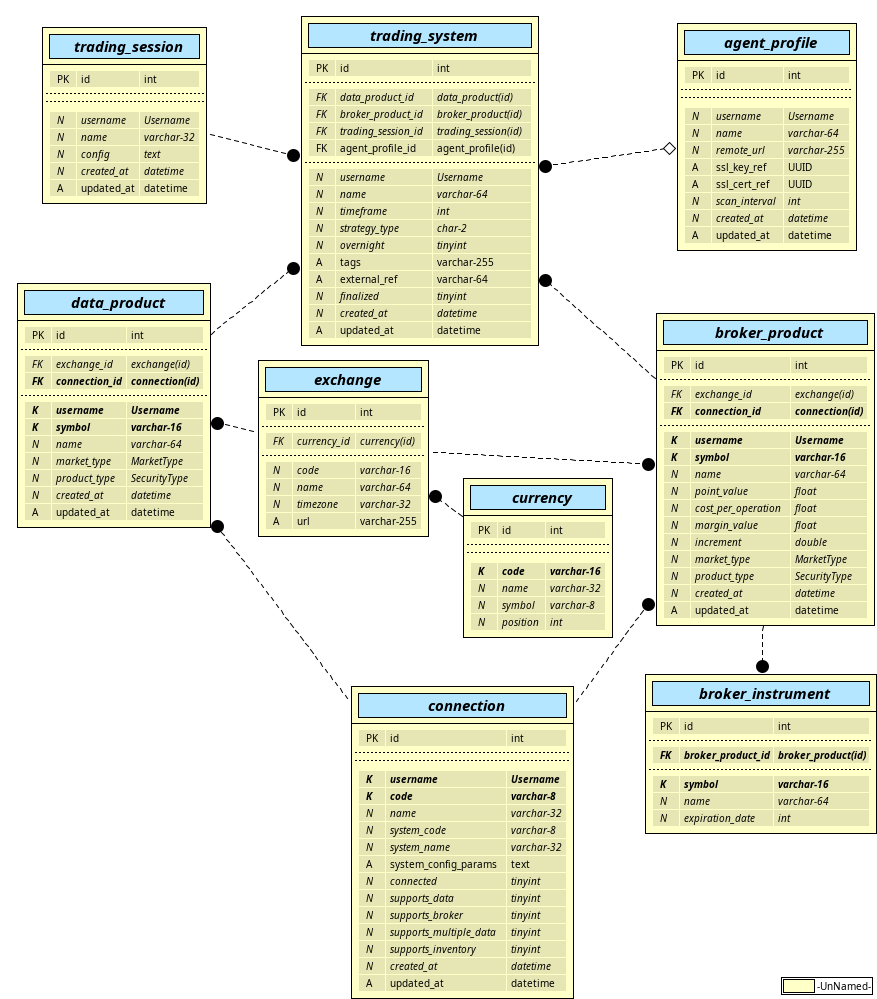 trading_session
PK id int
N username Username
N name varchar-32
N config text
N created_at datetime
A updated_at datetime
trading_system
PK id int
FK data_product_id data_product(id)
FK broker_product_id broker_product(id)
FK trading_session_id trading_session(id)
FK agent_profile_id agent_profile(id)
N username Username
N name varchar-64
N timeframe int
N strategy_type char-2
N overnight tinyint
A tags varchar-255
A external_ref varchar-64
N finalized tinyint
N created_at datetime
A updated_at datetime
agent_profile
PK id int
N username Username
N name varchar-64
N remote_url varchar-255
A ssl_key_ref UUID
A ssl_cert_ref UUID
N scan_interval int
N created_at datetime
A updated_at datetime
data_product
PK id int
FK exchange_id exchange(id)
FK connection_id connection(id)
K username Username
K symbol varchar-16
N name varchar-64
N market_type MarketType
N product_type SecurityType
N created_at datetime
A updated_at datetime
exchange
PK id int
FK currency_id currency(id)
N code varchar-16
N name varchar-64
N timezone varchar-32
A url varchar-255
broker_product
PK id int
FK exchange_id exchange(id)
FK connection_id connection(id)
K username Username
K symbol varchar-16
N name varchar-64
N point_value float
N cost_per_operation float
N margin_value float
N increment double
N market_type MarketType
N product_type SecurityType
N created_at datetime
A updated_at datetime
currency
PK id int
K code varchar-16
N name varchar-32
N symbol varchar-8
N position int
connection
PK id int
K username Username
K code varchar-8
N name varchar-32
N system_code varchar-8
N system_name varchar-32
A system_config_params text
N connected tinyint
N supports_data tinyint
N supports_broker tinyint
N supports_multiple_data tinyint
N supports_inventory tinyint
N created_at datetime
A updated_at datetime
broker_instrument
PK id int
FK broker_product_id broker_product(id)
K symbol varchar-16
N name varchar-64
N expiration_date int
-UnNamed-